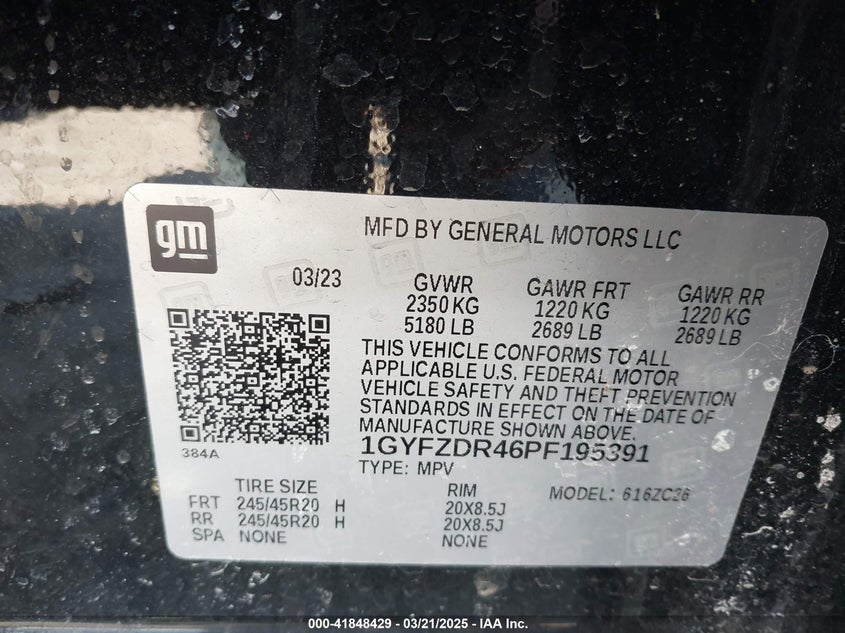 gm
MFD BY GENERAL MOTORS LLC
03/23
GVWR
2350 KG
5180 LB
GAWR FRT
1220 KG
2689 LB
GAWR RR
1220 KG
2689 LB
THIS VEHICLE CONFORMS TO ALL
APPLICABLE U.S. FEDERAL MOTOR
VEHICLE SAFETY AND THEFT PREVENTION
STANDARDS IN EFFECT ON THE DATE OF
MANUFACTURE SHOWN ABOVE.
384A
1GYFZDR46PF195391
TYPE: MPV
TIRE SIZE
FRT 245/45R20 H
RR 245/45R20 H
SPA NONE
RIM
20X8.5J
20X8.5J
NONE
MODEL: 616ZC26
000-41848429 - 03/21/2025 - IAA Inc.